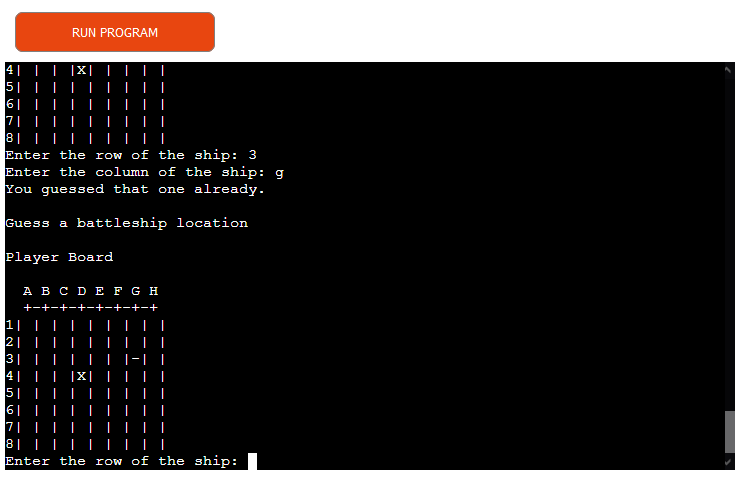 RUN PROGRAM
4| | | |X| | | | |
5| | | | | | | | |
6| | | | | | | | |
7| | | | | | | | |
8| | | | | | | | |
Enter the row of the ship: 3
Enter the column of the ship: g
You guessed that one already.
Guess a battleship location
Player Board
  A B C D E F G H
  +-+-+-+-+-+-+-+
1| | | | | | | | |
2| | | | | | | | |
3| | | | | | |-| |
4| | | |X| | | | |
5| | | | | | | | |
6| | | | | | | | |
7| | | | | | | | |
8| | | | | | | | |
Enter the row of the ship: